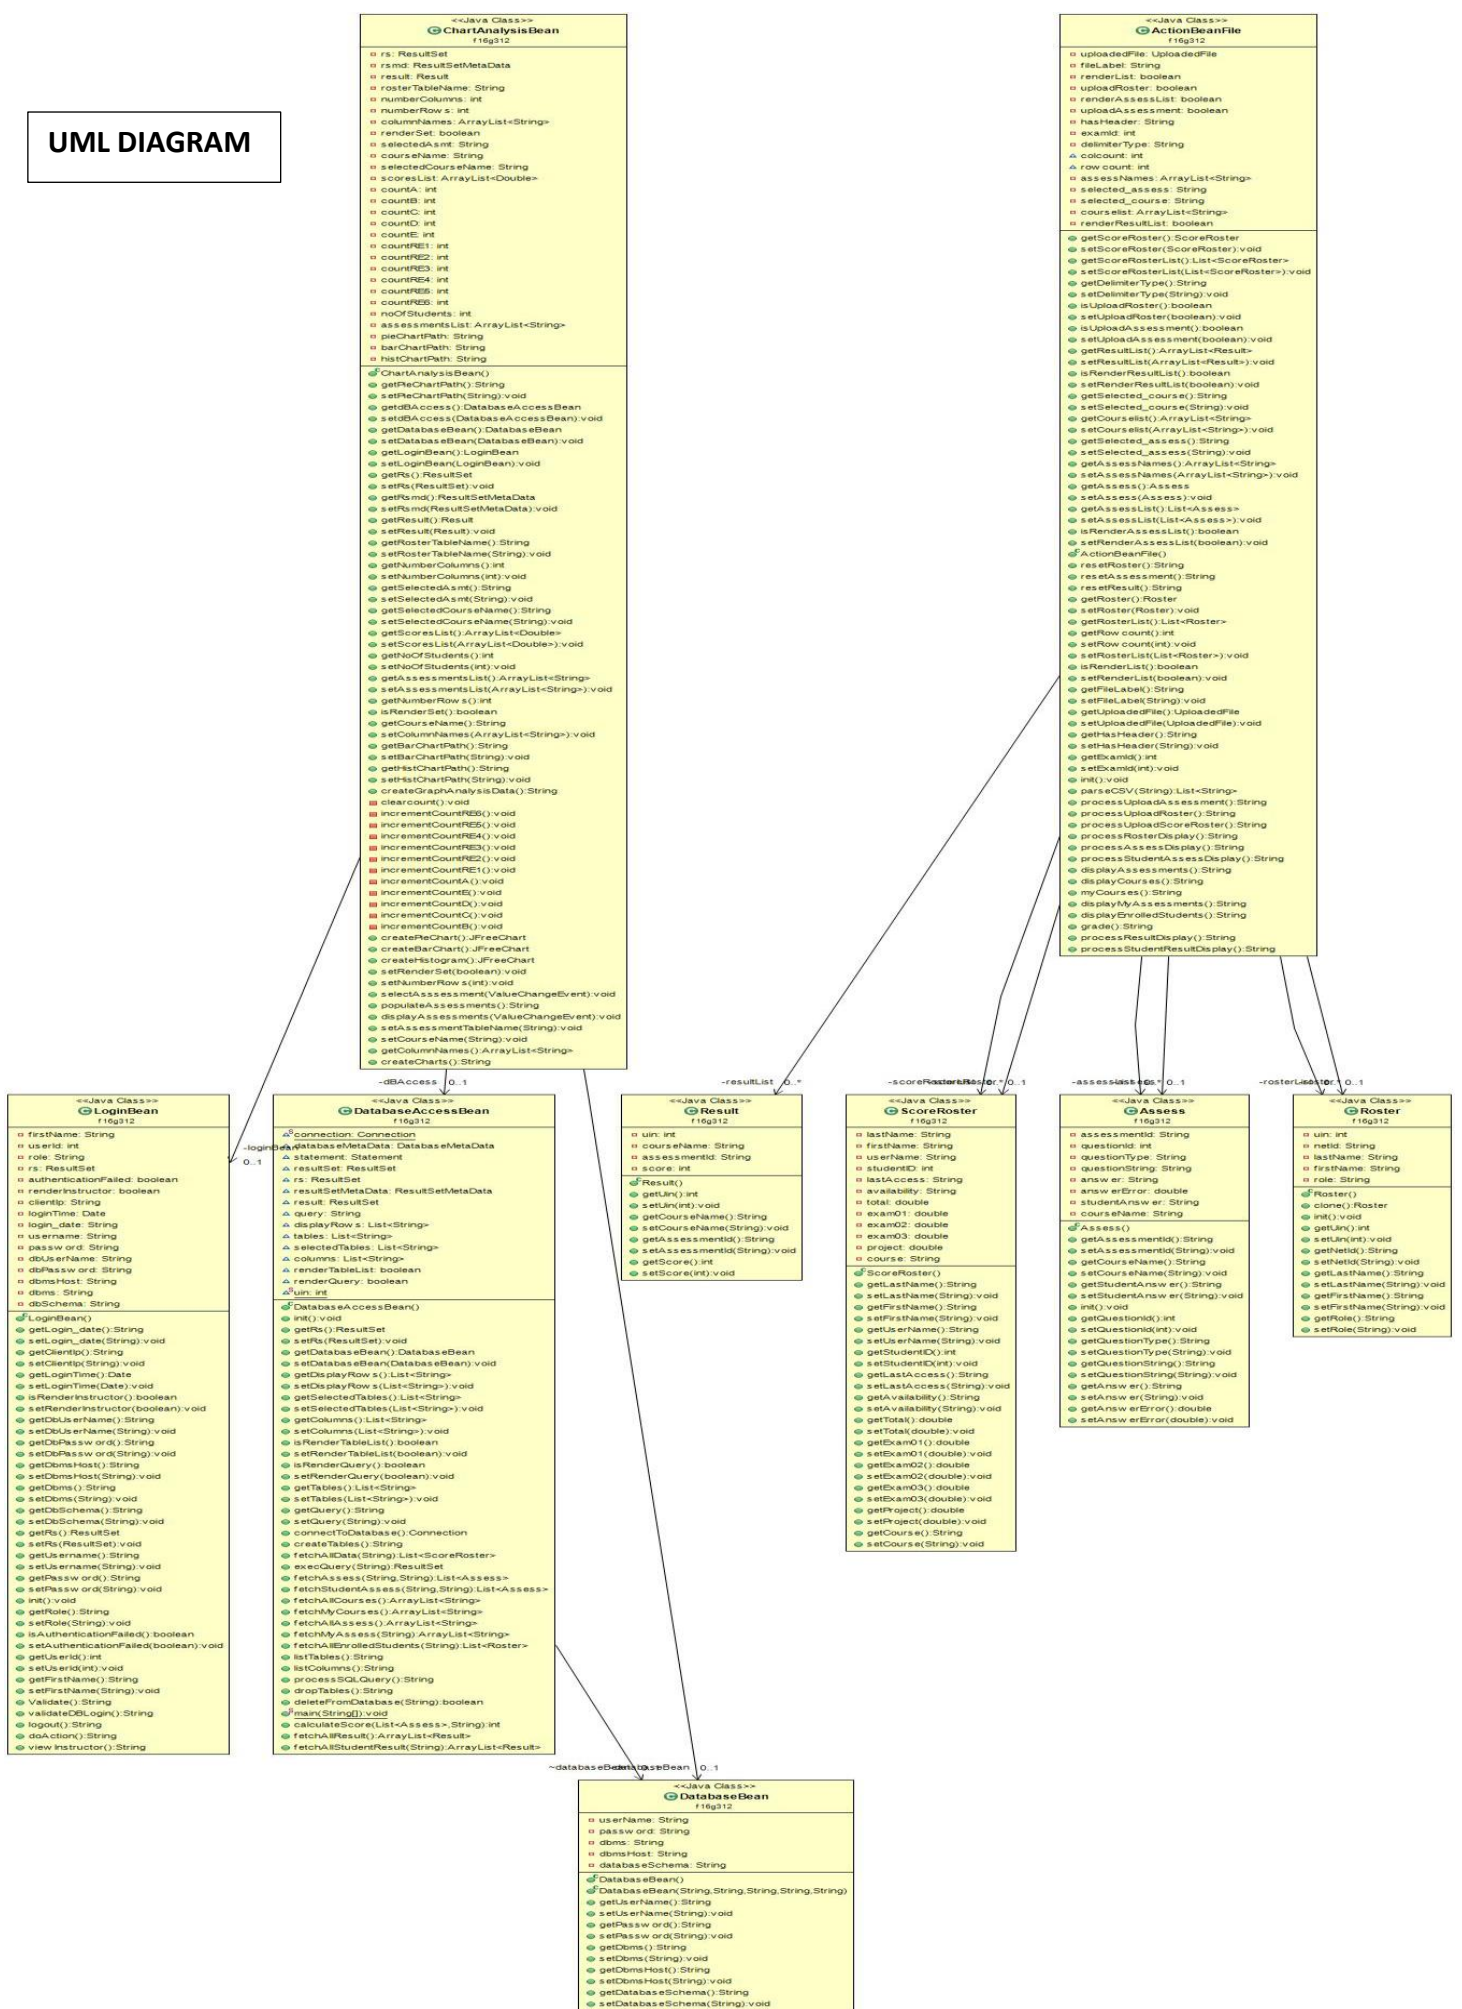 UML DIAGRAM
<<Java Class>>
ChartAnalysisBean
f16g312
rs: ResultSet
rsmd: ResultSetMetaData
result: Result
rosterTableName: String
numberColumns: int
numberRows: int
columnNames: ArrayList<String>
renderSet: boolean
selectedAsmt: String
courseName: String
selectedCourseName: String
scoresList: ArrayList<Double>
countA: int
countB: int
countC: int
countD: int
countE: int
countRE1: int
countRE2: int
countRE3: int
countRE4: int
countRE5: int
countRE6: int
noOfStudents: int
assessmentsList: ArrayList<String>
pieChartPath: String
barChartPath: String
histChartPath: String
ChartAnalysisBean()
getPieChartPath():String
setPieChartPath(String):void
getdBAccess():DatabaseAccessBean
setdBAccess(DatabaseAccessBean):void
getDatabaseBean():DatabaseBean
setDatabaseBean(DatabaseBean):void
getLoginBean():LoginBean
setLoginBean(LoginBean):void
getRs():ResultSet
setRs(ResultSet):void
getRsmd():ResultSetMetaData
setRsmd(ResultSetMetaData):void
getResult():Result
setResult(Result):void
getRosterTableName():String
setRosterTableName(String):void
getNumberColumns():int
setNumberColumns(int):void
getSelectedAsmt():String
setSelectedAsmt(String):void
getSelectedCourseName():String
setSelectedCourseName(String):void
getScoresList():ArrayList<Double>
setScoresList(ArrayList<Double>):void
getNoOfStudents():int
setNoOfStudents(int):void
getAssessmentsList():ArrayList<String>
setAssessmentsList(ArrayList<String>):void
getNumberRows():int
isRenderSet():boolean
getCourseName():String
setColumnNames(ArrayList<String>):void
getBarChartPath():String
setBarChartPath(String):void
getHistChartPath():String
setHistChartPath(String):void
createGraphAnalysisData():String
clearcount():void
incrementCountRE6():void
incrementCountRE5():void
incrementCountRE4():void
incrementCountRE3():void
incrementCountRE2():void
incrementCountRE1():void
incrementCountA():void
incrementCountE():void
incrementCountD():void
incrementCountC():void
incrementCountB():void
createPieChart():JFreeChart
createBarChart():JFreeChart
createHistogram():JFreeChart
setRenderSet(boolean):void
setNumberRows(int):void
selectAsssessment(ValueChangeEvent):void
populateAssessments():String
displayAssessments(ValueChangeEvent):void
setAssessmentTableName(String):void
setCourseName(String):void
getColumnNames():ArrayList<String>
createCharts():String
<<Java Class>>
ActionBeanFile
f16g312
uploadedFile: UploadedFile
fileLabel: String
renderList: boolean
uploadRoster: boolean
renderAssessList: boolean
uploadAssessment: boolean
hasHeader: String
examId: int
delimiterType: String
colcount: int
rowcount: int
assessNames: ArrayList<String>
selected_assess: String
selected_course: String
courselist: ArrayList<String>
renderResultList: boolean
getScoreRoster():ScoreRoster
setScoreRoster(ScoreRoster):void
getScoreRosterList():List<ScoreRoster>
setScoreRosterList(List<ScoreRoster>):void
getDelimiterType():String
setDelimiterType(String):void
isUploadRoster():boolean
setUploadRoster(boolean):void
isUploadAssessment():boolean
setUploadAssessment(boolean):void
getResultList():ArrayList<Result>
setResultList(ArrayList<Result>):void
isRenderResultList():boolean
setRenderResultList(boolean):void
getSelected_course():String
setSelected_course(String):void
getCourselist():ArrayList<String>
setCourselist(ArrayList<String>):void
getSelected_assess():String
setSelected_assess(String):void
getAssessNames():ArrayList<String>
setAssessNames(ArrayList<String>):void
getAssess():Assess
setAssess(Assess):void
getAssessList():List<Assess>
setAssessList(List<Assess>):void
isRenderAssessList():boolean
setRenderAssessList(boolean):void
ActionBeanFile()
resetRoster():String
resetAssessment():String
resetResult():String
getRoster():Roster
setRoster(Roster):void
getRosterList():List<Roster>
getRowcount():int
setRowcount(int):void
setRosterList(List<Roster>):void
isRenderList():boolean
setRenderList(boolean):void
getFileLabel():String
setFileLabel(String):void
getUploadedFile():UploadedFile
setUploadedFile(UploadedFile):void
getHasHeader():String
setHasHeader(String):void
getExamId():int
setExamId(int):void
init():void
parseCSV(String):List<String>
processUploadAssessment():String
processUploadRoster():String
processUploadScoreRoster():String
processRosterDisplay():String
processAssessDisplay():String
processStudentAssessDisplay():String
displayAssessments():String
displayCourses():String
myCourses():String
displayMyAssessments():String
displayEnrolledStudents():String
grade():String
processResultDisplay():String
processStudentResultDisplay():String
-dBAccess 0..1
-resultList 0..*
0..1
0..1
0..1
-loginBean
0..1
<<Java Class>>
LoginBean
f16g312
firstName: String
userId: int
role: String
rs: ResultSet
authenticationFailed: boolean
renderInstructor: boolean
clientIp: String
loginTime: Date
login_date: String
username: String
password: String
dbUserName: String
dbPassword: String
dbmsHost: String
dbms: String
dbSchema: String
LoginBean()
getLogin_date():String
setLogin_date(String):void
getClientIp():String
setClientIp(String):void
getLoginTime():Date
setLoginTime(Date):void
isRenderInstructor():boolean
setRenderInstructor(boolean):void
getDbUserName():String
setDbUserName(String):void
getDbPassword():String
setDbPassword(String):void
getDbmsHost():String
setDbmsHost(String):void
getDbms():String
setDbms(String):void
getDbSchema():String
setDbSchema(String):void
getRs():ResultSet
setRs(ResultSet):void
getUsername():String
setUsername(String):void
getPassword():String
setPassword(String):void
init():void
getRole():String
setRole(String):void
isAuthenticationFailed():boolean
setAuthenticationFailed(boolean):void
getUserId():int
setUserId(int):void
getFirstName():String
setFirstName(String):void
Validate():String
validateDBLogin():String
logout():String
doAction():String
viewInstructor():String
<<Java Class>>
DatabaseAccessBean
f16g312
connection: Connection
databaseMetaData: DatabaseMetaData
statement: Statement
resultSet: ResultSet
rs: ResultSet
resultSetMetaData: ResultSetMetaData
result: ResultSet
query: String
displayRows: List<String>
tables: List<String>
selectedTables: List<String>
columns: List<String>
renderTableList: boolean
renderQuery: boolean
uin: int
DatabaseAccessBean()
init():void
getRs():ResultSet
setRs(ResultSet):void
getDatabaseBean():DatabaseBean
setDatabaseBean(DatabaseBean):void
getDisplayRows():List<String>
setDisplayRows(List<String>):void
getSelectedTables():List<String>
setSelectedTables(List<String>):void
getColumns():List<String>
setColumns(List<String>):void
isRenderTableList():boolean
setRenderTableList(boolean):void
isRenderQuery():boolean
setRenderQuery(boolean):void
getTables():List<String>
setTables(List<String>):void
getQuery():String
setQuery(String):void
connectToDatabase():Connection
createTables():String
fetchAllData(String):List<ScoreRoster>
execQuery(String):ResultSet
fetchAssess(String,String):List<Assess>
fetchStudentAssess(String,String):List<Assess>
fetchAllCourses():ArrayList<String>
fetchMyCourses():ArrayList<String>
fetchAllAssess():ArrayList<String>
fetchMyAssess(String):ArrayList<String>
fetchAllEnrolledStudents(String):List<Roster>
listTables():String
listColumns():String
processSQLQuery():String
dropTables():String
deleteFromDatabase(String):boolean
main(String[]):void
calculateScore(List<Assess>,String):int
fetchAllResult():ArrayList<Result>
fetchAllStudentResult(String):ArrayList<Result>
<<Java Class>>
Result
f16g312
uin: int
courseName: String
assessmentId: String
score: int
Result()
getUin():int
setUin(int):void
getCourseName():String
setCourseName(String):void
getAssessmentId():String
setAssessmentId(String):void
getScore():int
setScore(int):void
<<Java Class>>
ScoreRoster
f16g312
lastName: String
firstName: String
userName: String
studentID: int
lastAccess: String
availability: String
total: double
exam01: double
exam02: double
exam03: double
project: double
course: String
ScoreRoster()
getLastName():String
setLastName(String):void
getFirstName():String
setFirstName(String):void
getUserName():String
setUserName(String):void
getStudentID():int
setStudentID(int):void
getLastAccess():String
setLastAccess(String):void
getAvailability():String
setAvailability(String):void
getTotal():double
setTotal(double):void
getExam01():double
setExam01(double):void
getExam02():double
setExam02(double):void
getExam03():double
setExam03(double):void
getProject():double
setProject(double):void
getCourse():String
setCourse(String):void
<<Java Class>>
Assess
f16g312
assessmentId: String
questionId: int
questionType: String
questionString: String
answer: String
answerError: double
studentAnswer: String
courseName: String
Assess()
getAssessmentId():String
setAssessmentId(String):void
getCourseName():String
setCourseName(String):void
getStudentAnswer():String
setStudentAnswer(String):void
init():void
getQuestionId():int
setQuestionId(int):void
getQuestionType():String
setQuestionType(String):void
getQuestionString():String
setQuestionString(String):void
getAnswer():String
setAnswer(String):void
getAnswerError():double
setAnswerError(double):void
<<Java Class>>
Roster
f16g312
uin: int
netId: String
lastName: String
firstName: String
role: String
Roster()
clone():Roster
init():void
getUin():int
setUin(int):void
getNetId():String
setNetId(String):void
getLastName():String
setLastName(String):void
getFirstName():String
setFirstName(String):void
getRole():String
setRole(String):void
0..1
<<Java Class>>
DatabaseBean
f16g312
userName: String
password: String
dbms: String
dbmsHost: String
databaseSchema: String
DatabaseBean()
DatabaseBean(String,String,String,String,String)
getUserName():String
setUserName(String):void
getPassword():String
setPassword(String):void
getDbms():String
setDbms(String):void
getDbmsHost():String
setDbmsHost(String):void
getDatabaseSchema():String
setDatabaseSchema(String):void